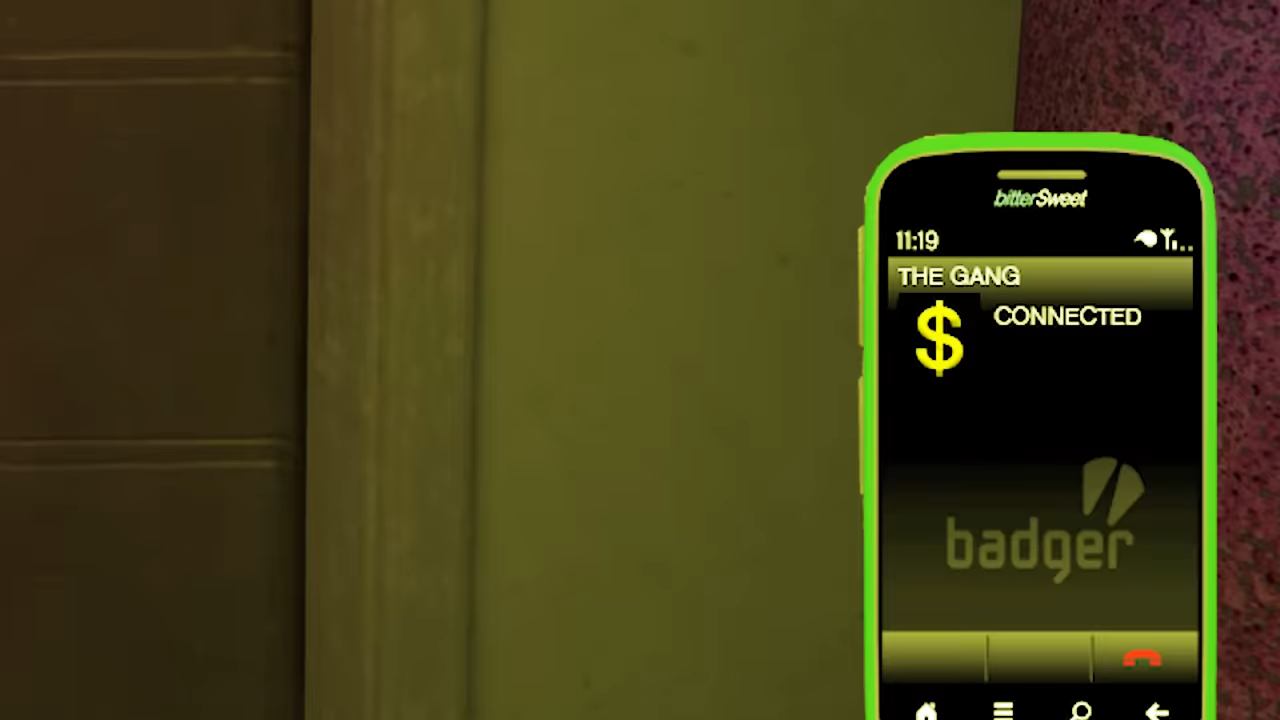 bitterSweet
11:19
THE GANG
$ CONNECTED
badger